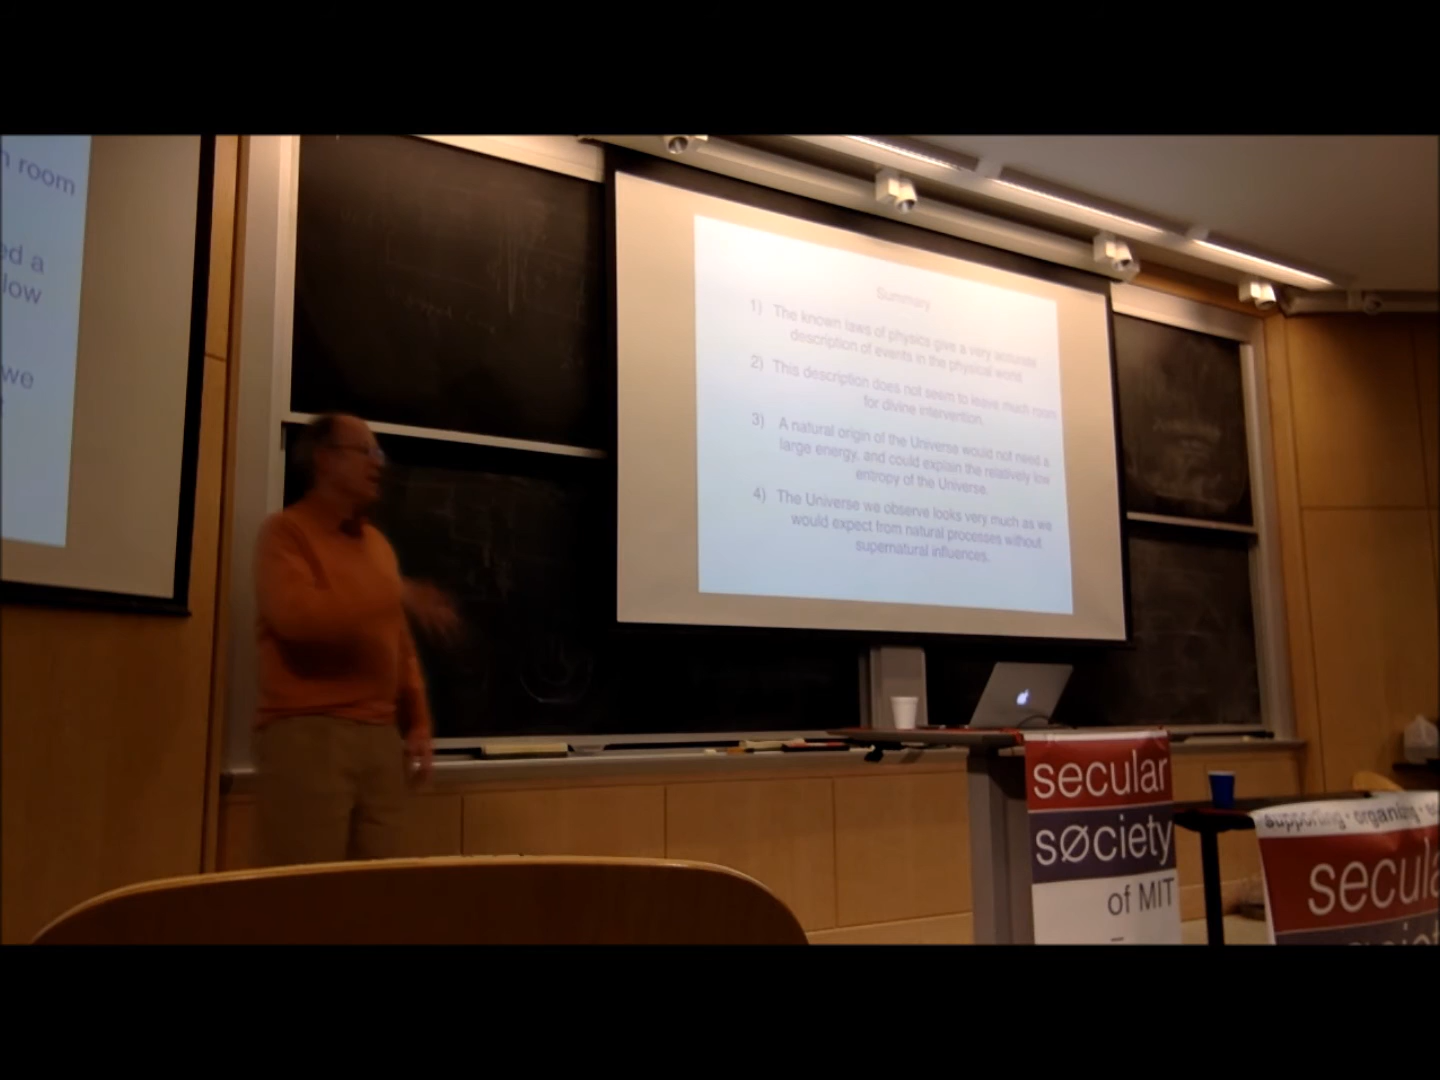 n room
ed a
low
we
Summary
1) The known laws of physics give a very accurate
description of events in the physical world
2) This description does not seem to leave much room
for divine intervention.
3) A natural origin of the Universe would not need a
large energy, and could explain the relatively low
entropy of the Universe.
4) The Universe we observe looks very much as we
would expect from natural processes without
supernatural influences.
secular
sØciety
of MIT
supporting · organizing ·
secula